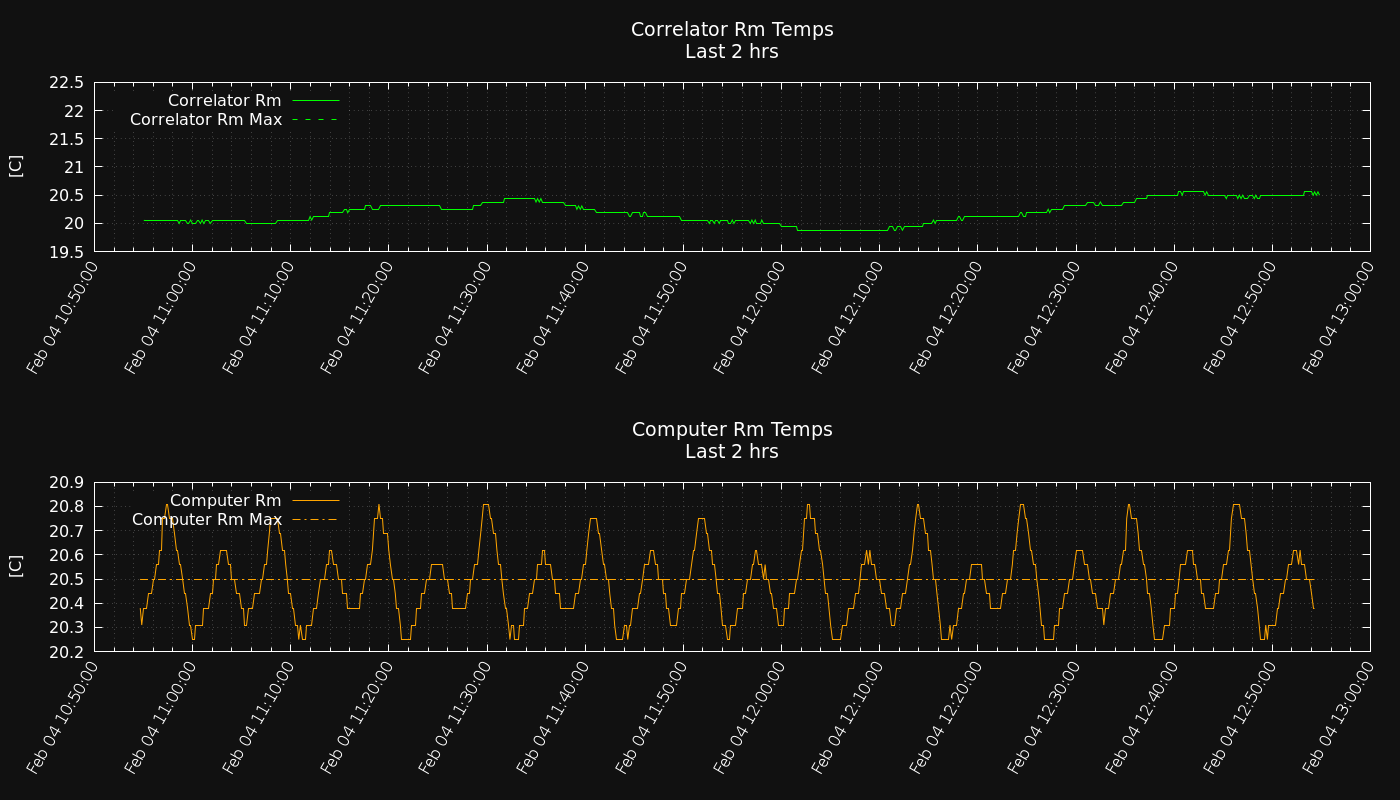 Correlator Rm Temps
Last 2 hrs
22.5
22
21.5
21
20.5
20
19.5
[C]
Correlator Rm
Correlator Rm Max
Feb 04 10:50:00
Feb 04 11:00:00
Feb 04 11:10:00
Feb 04 11:20:00
Feb 04 11:30:00
Feb 04 11:40:00
Feb 04 11:50:00
Feb 04 12:00:00
Feb 04 12:10:00
Feb 04 12:20:00
Feb 04 12:30:00
Feb 04 12:40:00
Feb 04 12:50:00
Feb 04 13:00:00
Computer Rm Temps
Last 2 hrs
20.9
20.8
20.7
20.6
20.5
20.4
20.3
20.2
[C]
Computer Rm
Computer Rm Max
Feb 04 10:50:00
Feb 04 11:00:00
Feb 04 11:10:00
Feb 04 11:20:00
Feb 04 11:30:00
Feb 04 11:40:00
Feb 04 11:50:00
Feb 04 12:00:00
Feb 04 12:10:00
Feb 04 12:20:00
Feb 04 12:30:00
Feb 04 12:40:00
Feb 04 12:50:00
Feb 04 13:00:00